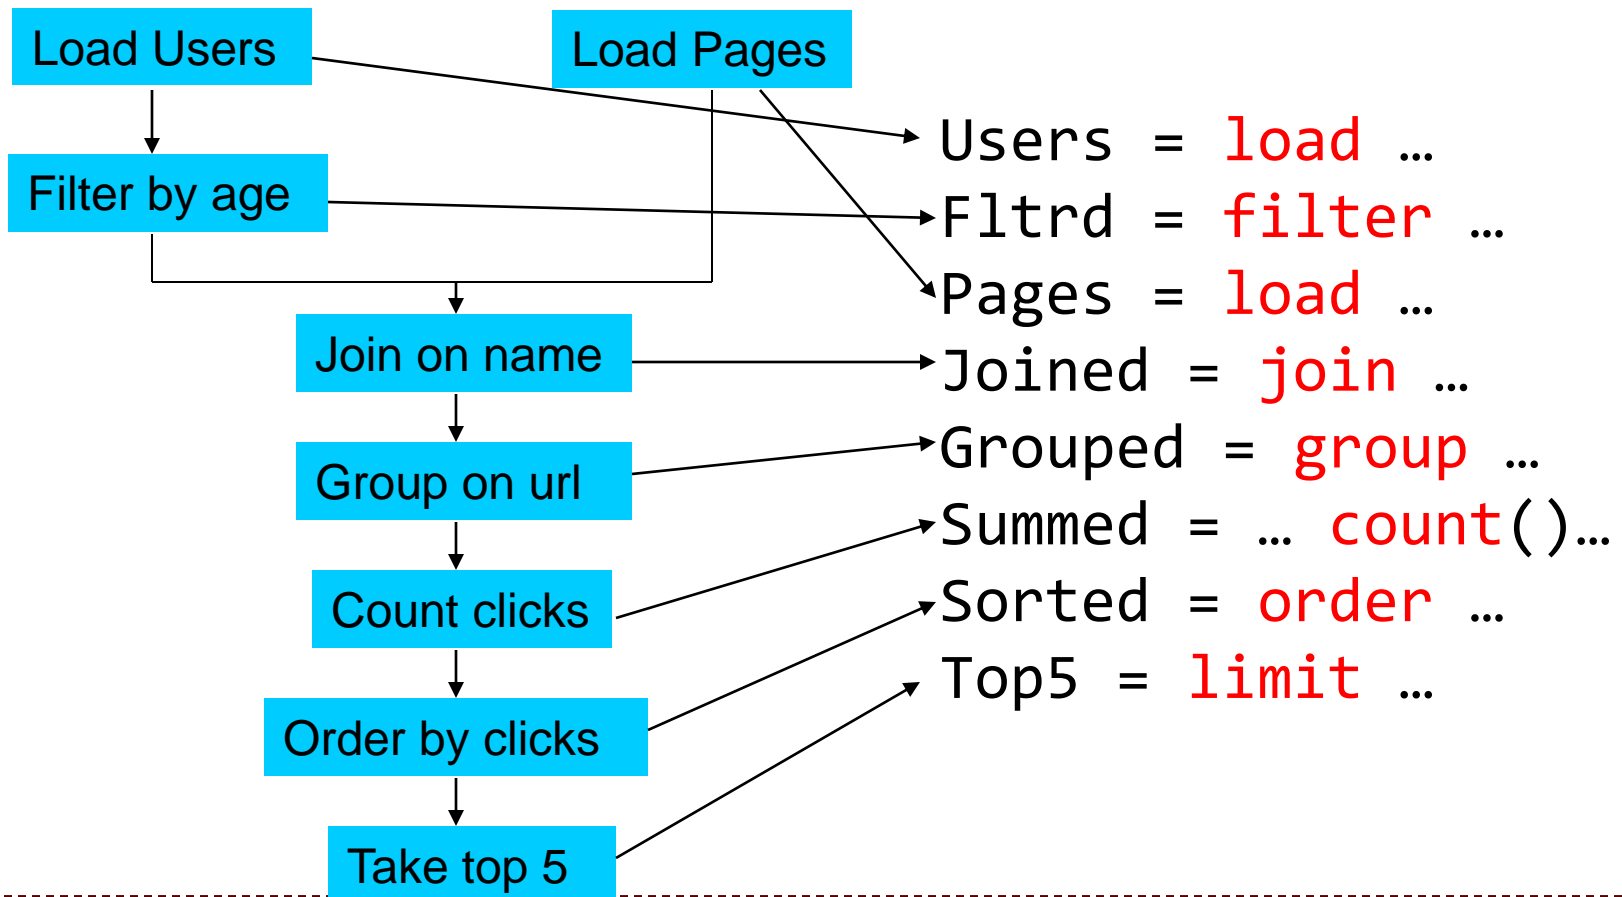 Load Users
Load Pages
Filter by age
Join on name
Group on url
Count clicks
Order by clicks
Take top 5
Users = load …
Fltrd = filter …
Pages = load …
Joined = join …
Grouped = group …
Summed = … count()…
Sorted = order …
Top5 = limit …